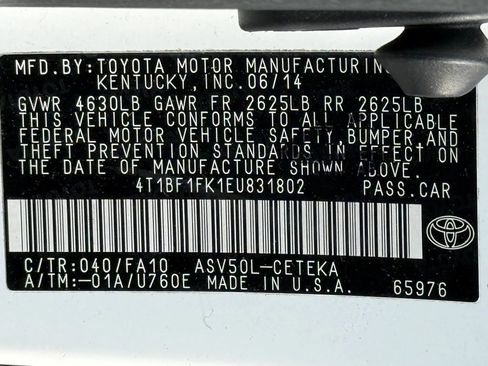 MFD.BY:TOYOTA MOTOR MANUFACTURING
KENTUCKY, INC.06/14
GVWR 4630LB GAWR FR 2625LB RR 2625LB
THIS VEHICLE CONFORMS TO ALL APPLICABLE
FEDERAL MOTOR VEHICLE SAFETY, BUMPER AND
THEFT PREVENTION STANDARDS IN EFFECT ON
THE DATE OF MANUFACTURE SHOWN ABOVE.
4T1BF1FK1EU831802 PASS.CAR
C/TR:040/FA10 ASV50L-CETEKA
A/TM:-01A/U760E MADE IN U.S.A. 65976